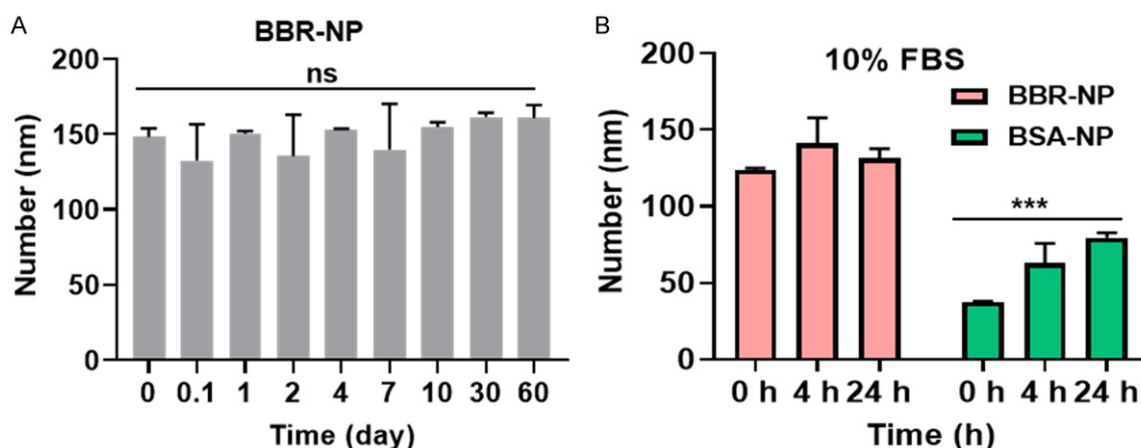 A
BBR-NP
ns
Number (nm)
200
150
100
50
0
0 0.1 1 2 4 7 10 30 60
Time (day)
B
10% FBS
BBR-NP
BSA-NP
***
Number (nm)
200
150
100
50
0
0 h 4 h 24 h 0 h 4 h 24 h
Time (h)